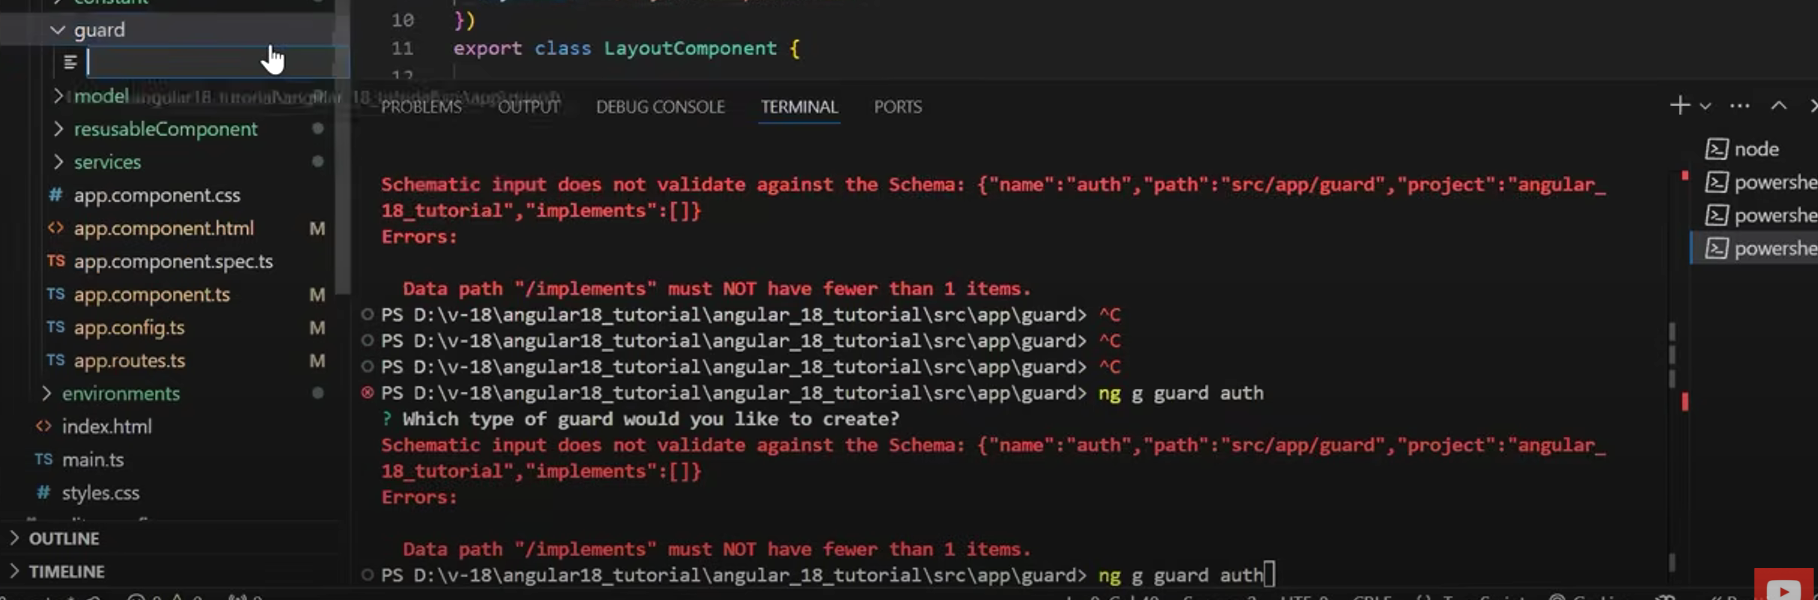 constant
guard
model
resusableComponent
services
app.component.css
app.component.html M
app.component.spec.ts
app.component.ts M
app.config.ts M
app.routes.ts M
environments
index.html
main.ts
styles.css
OUTLINE
TIMELINE
10 })
11 export class LayoutComponent {
12
PROBLEMS OUTPUT DEBUG CONSOLE TERMINAL PORTS
Schematic input does not validate against the Schema: {"name":"auth","path":"src/app/guard","project":"angular_
18_tutorial","implements":[]}
Errors:
Data path "/implements" must NOT have fewer than 1 items.
PS D:\v-18\angular18_tutorial\angular_18_tutorial\src\app\guard> ^C
PS D:\v-18\angular18_tutorial\angular_18_tutorial\src\app\guard> ^C
PS D:\v-18\angular18_tutorial\angular_18_tutorial\src\app\guard> ^C
PS D:\v-18\angular18_tutorial\angular_18_tutorial\src\app\guard> ng g guard auth
? Which type of guard would you like to create?
Schematic input does not validate against the Schema: {"name":"auth","path":"src/app/guard","project":"angular_
18_tutorial","implements":[]}
Errors:
Data path "/implements" must NOT have fewer than 1 items.
PS D:\v-18\angular18_tutorial\angular_18_tutorial\src\app\guard> ng g guard auth
node
powershe
powershe
powershe